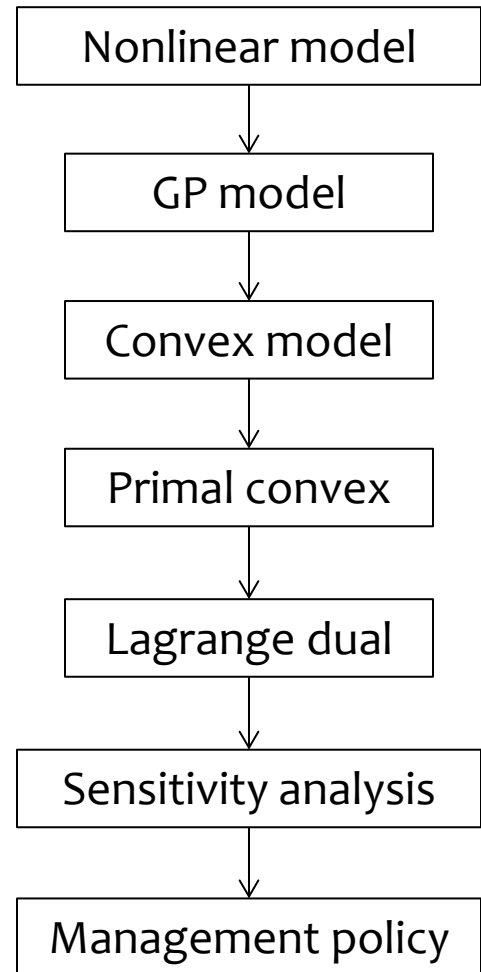 Nonlinear model
GP model
Convex model
Primal convex
Lagrange dual
Sensitivity analysis
Management policy